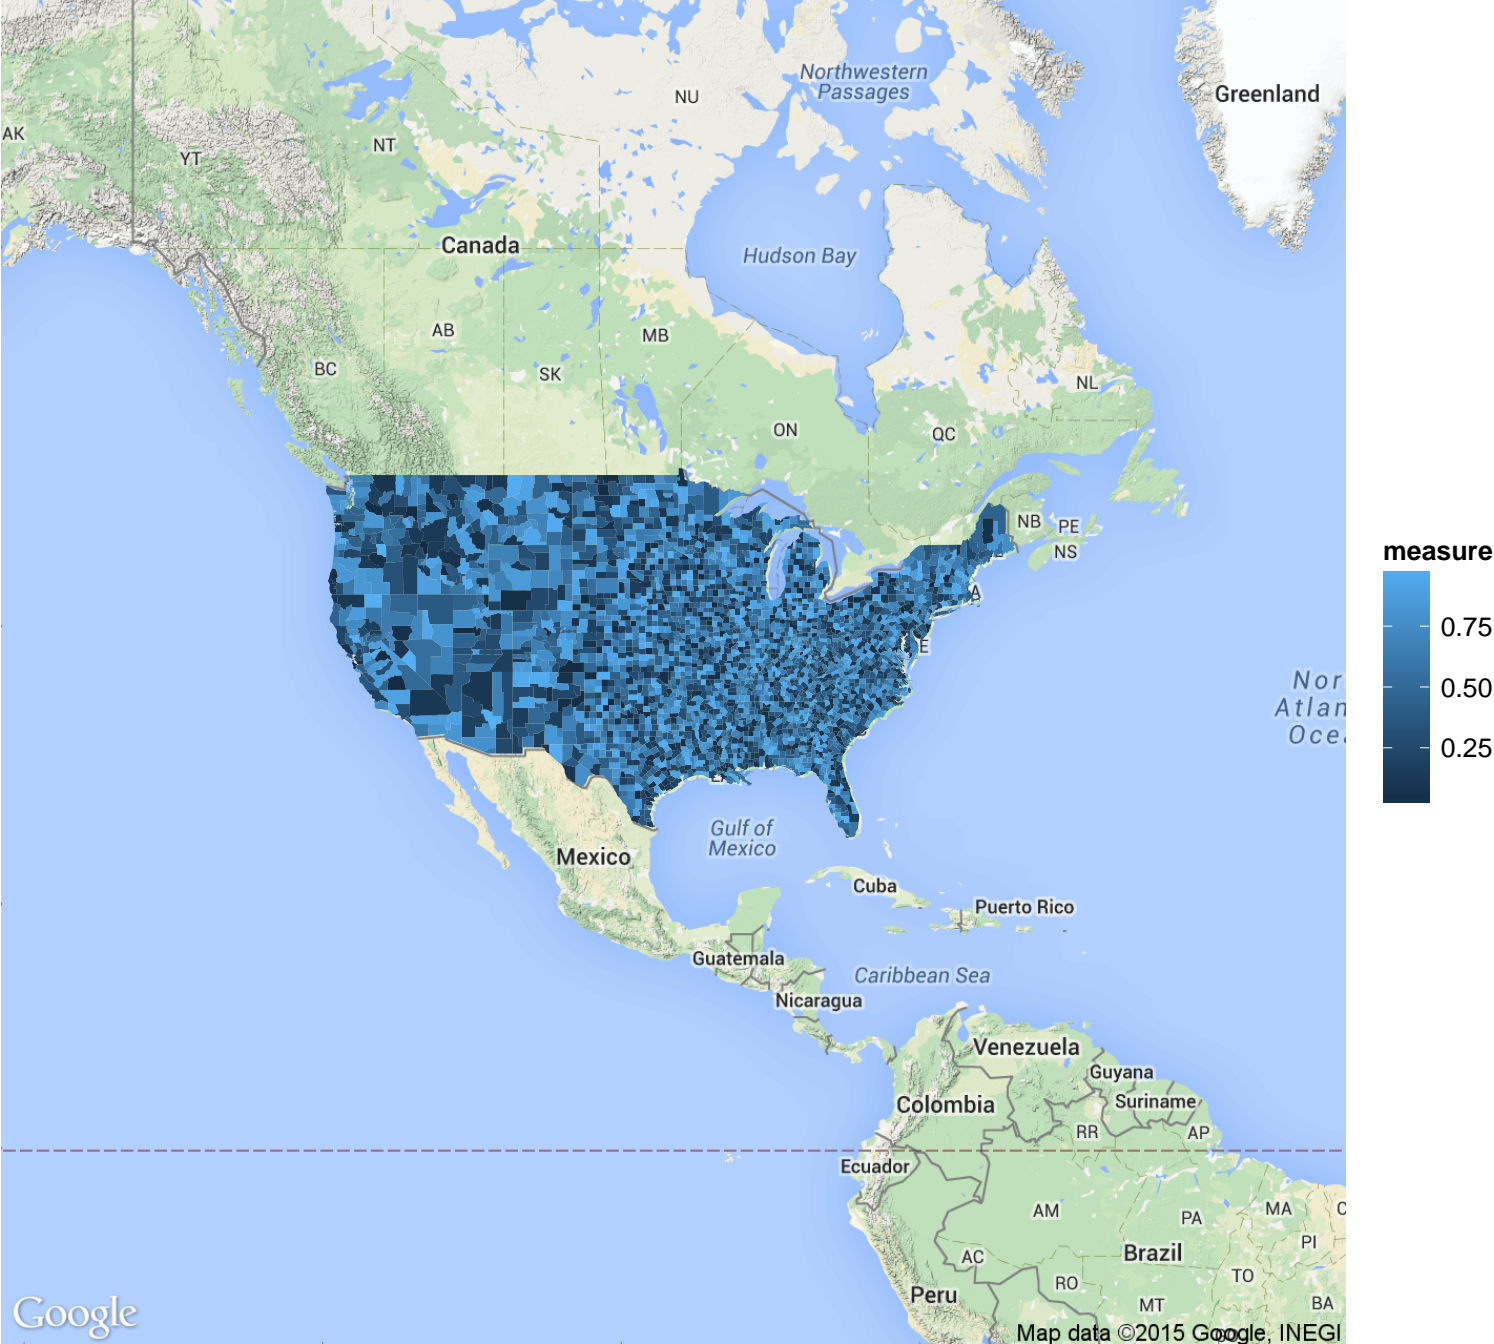 Northwestern
Passages
NU
Greenland
AK
YT
NT
Canada
Hudson Bay
AB
MB
BC
SK
NL
ON
QC
NB
PE
NS
measure
A
0.75
E
Nor
0.50
Atlan
Ocea
0.25
Gulf of
Mexico
Mexico
Cuba
Puerto Rico
Guatemala
Caribbean Sea
Nicaragua
Venezuela
Guyana
Colombia
Suriname
RR
AP
Ecuador
AM
MA
PA
PI
Brazil
AC
TO
RO
Peru
MT
BA
Google
Map data ©2015 Google, INEGI